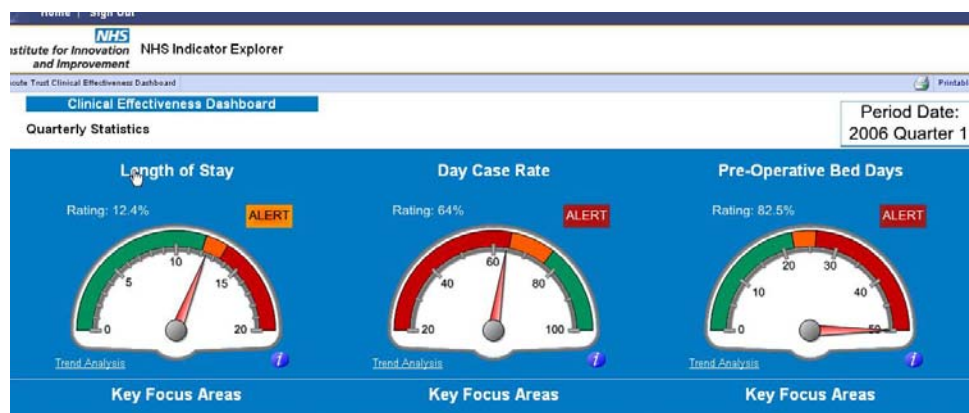 Home | Sign Out
NHS
nstitute for Innovation
and Improvement
NHS Indicator Explorer
cute Trust Clinical Effectiveness Dashboard
Printabl
Clinical Effectiveness Dashboard
Quarterly Statistics
Period Date:
2006 Quarter 1
Length of Stay
Rating: 12.4%
ALERT
0
5
10
15
20
Trend Analysis
i
Day Case Rate
Rating: 64%
ALERT
20
40
60
80
100
Trend Analysis
i
Pre-Operative Bed Days
Rating: 82.5%
ALERT
0
10
20
30
40
50
Trend Analysis
i
Key Focus Areas
Key Focus Areas
Key Focus Areas